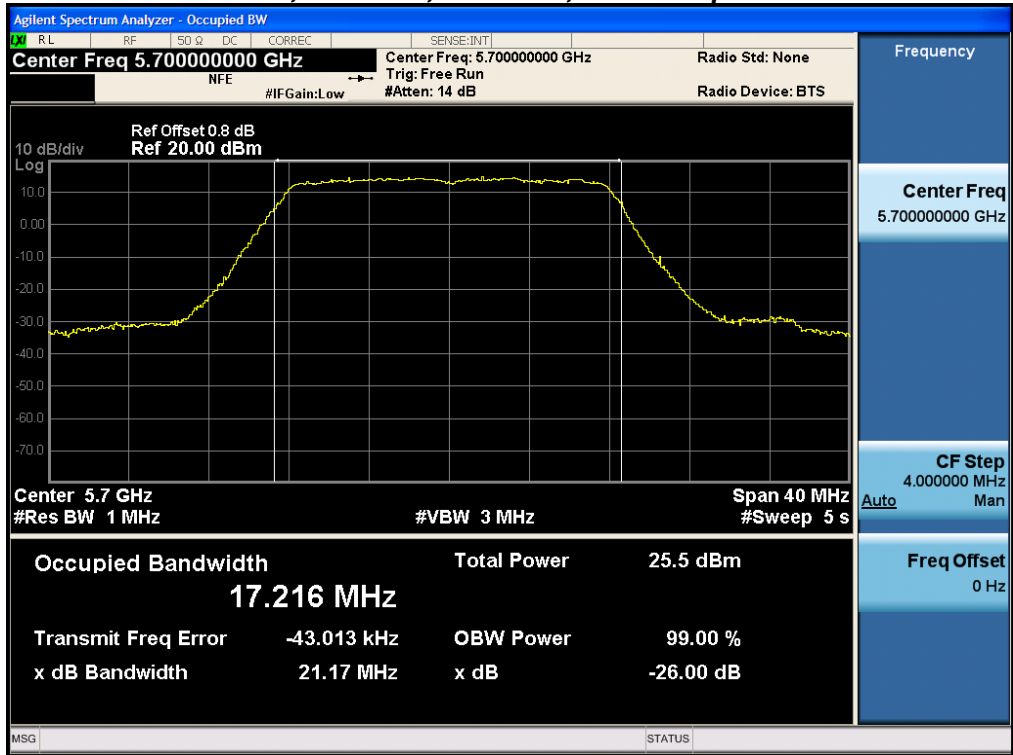 Agilent Spectrum Analyzer - Occupied BW
LXI RL RF 50 Ω DC CORREC SENSE:INT
Center Freq 5.700000000 GHz
NFE
#IFGain:Low
Center Freq: 5.700000000 GHz
Trig: Free Run
#Atten: 14 dB
Radio Std: None
Radio Device: BTS
Ref Offset 0.8 dB
10 dB/div Ref 20.00 dBm
Log
10.0
0.00
-10.0
-20.0
-30.0
-40.0
-50.0
-60.0
-70.0
Center 5.7 GHz Span 40 MHz
#Res BW 1 MHz #VBW 3 MHz #Sweep 5 s
Occupied Bandwidth Total Power 25.5 dBm
17.216 MHz
Transmit Freq Error -43.013 kHz OBW Power 99.00 %
x dB Bandwidth 21.17 MHz x dB -26.00 dB
MSG STATUS
Frequency
Center Freq
5.700000000 GHz
CF Step
4.000000 MHz
Auto Man
Freq Offset
0 Hz